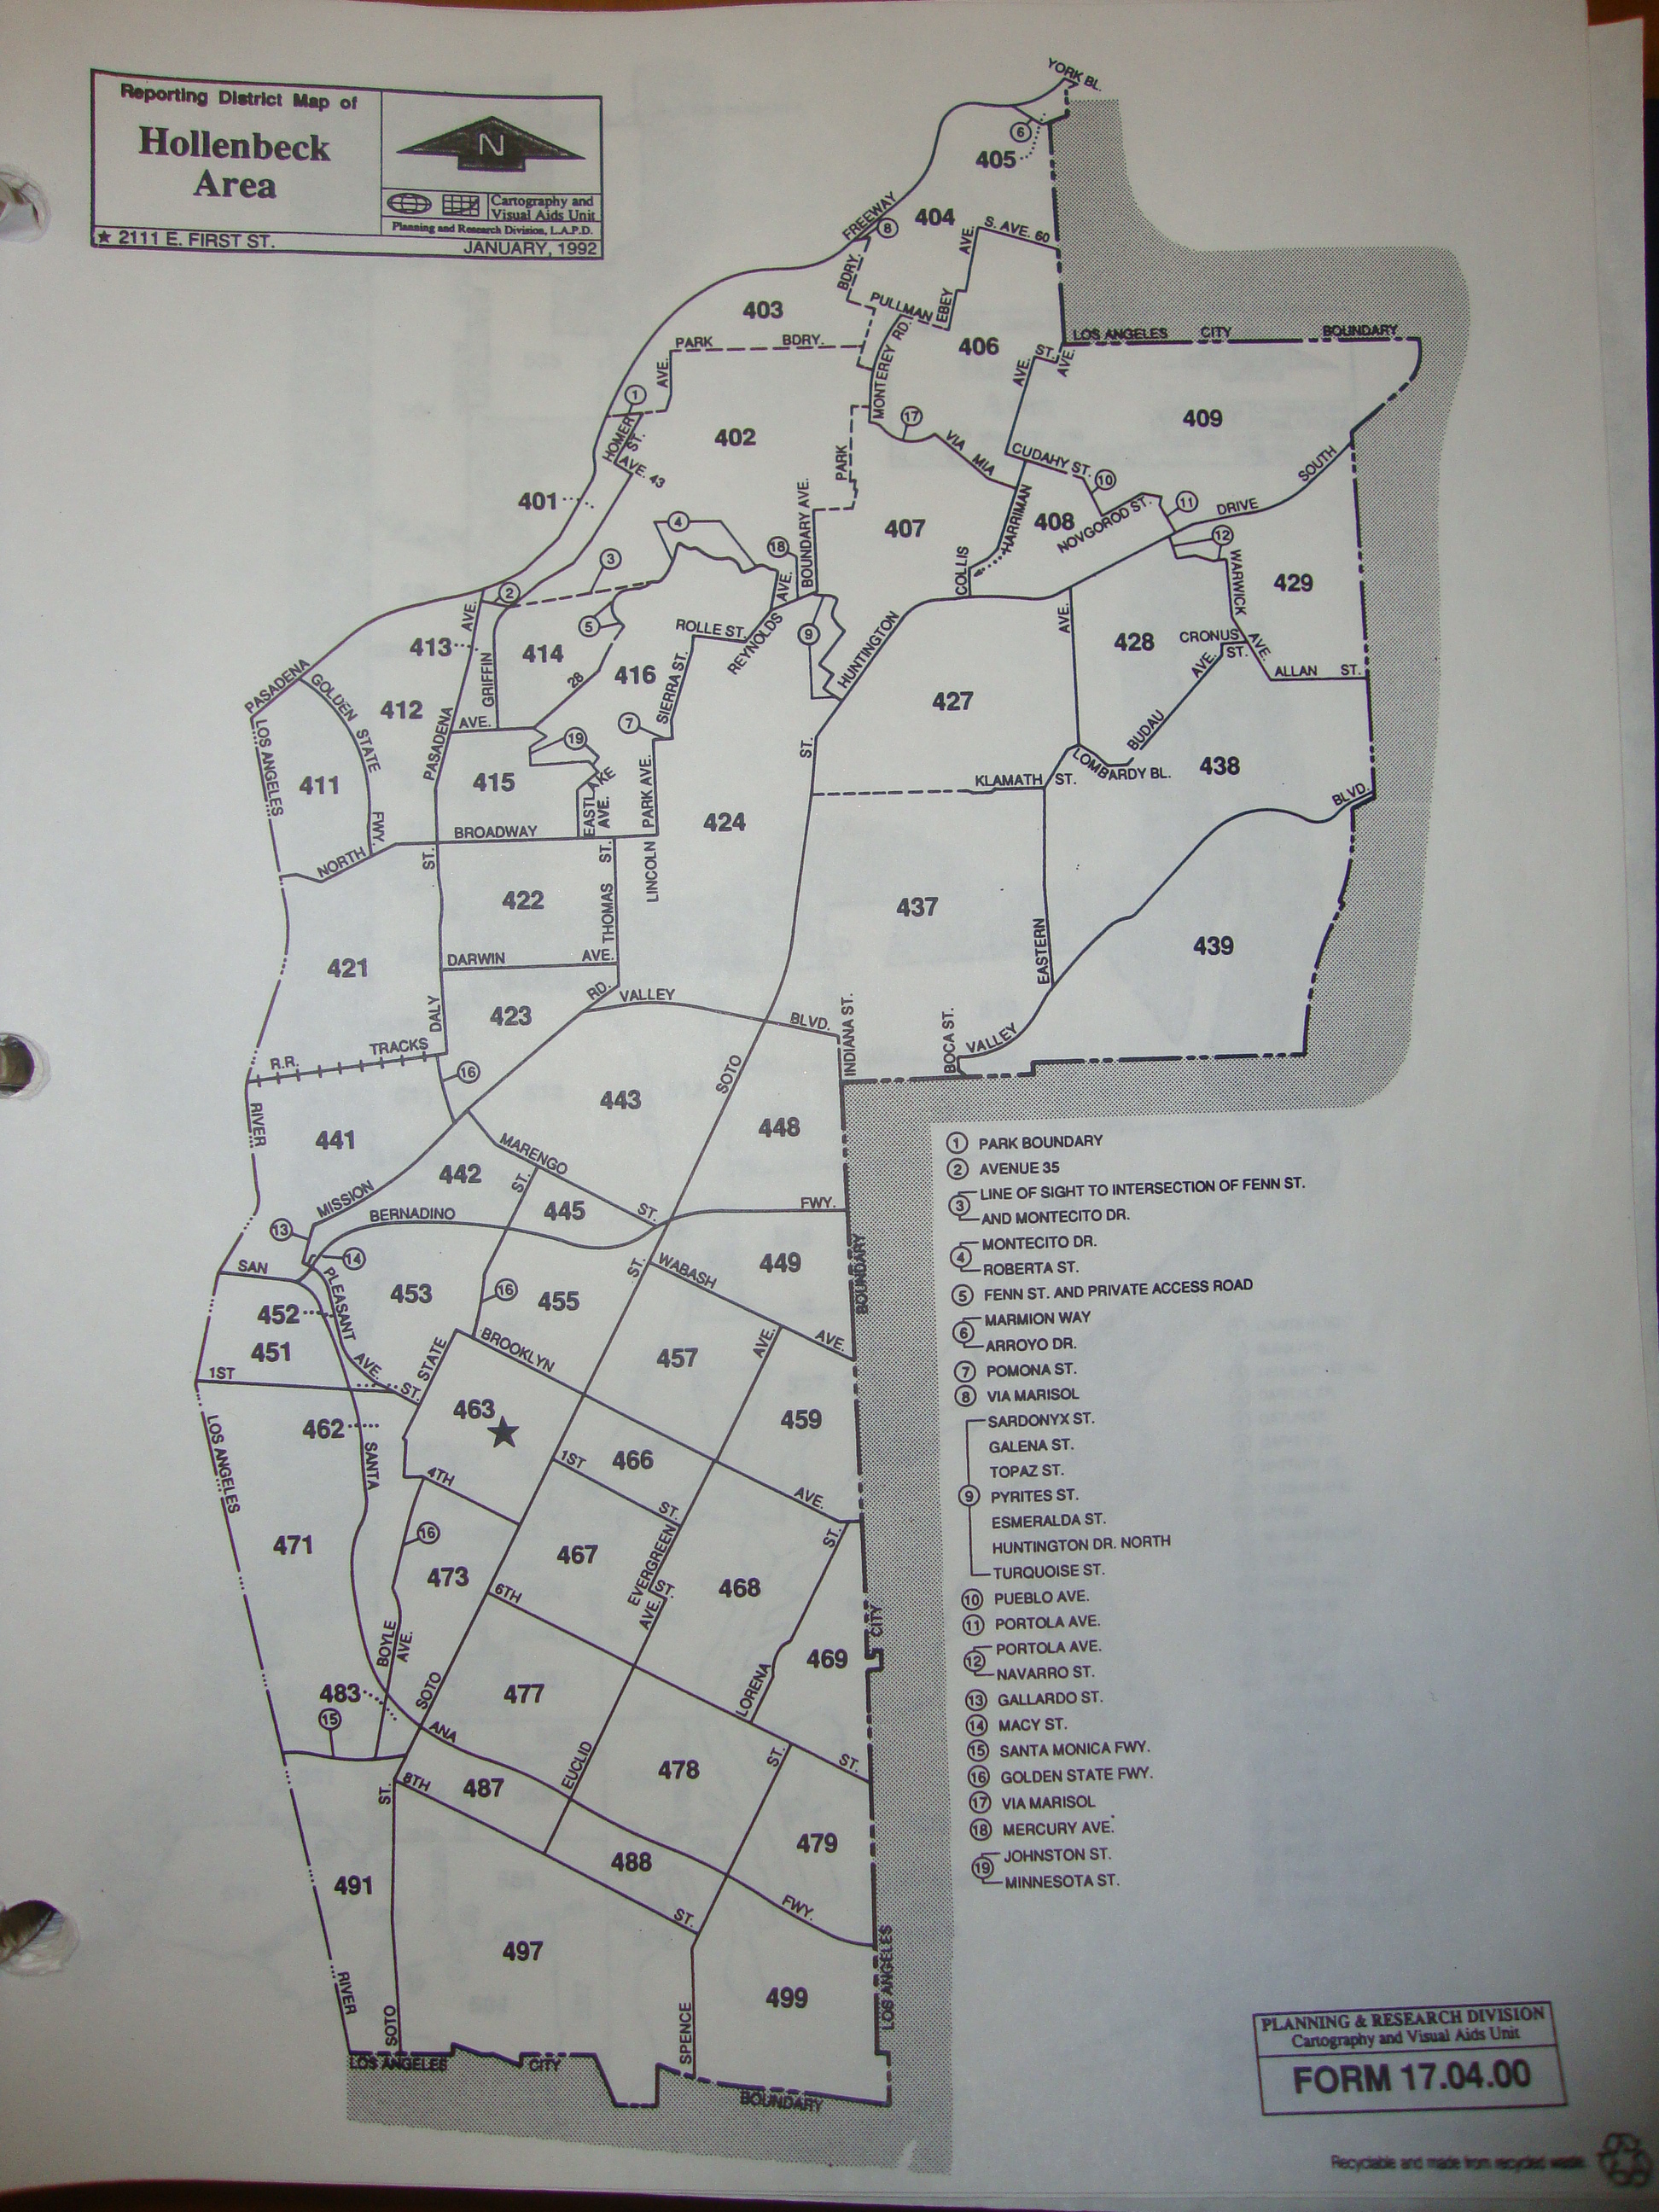 Reporting District Map of
Hollenbeck
Area
N
Cartography and
Visual Aids Unit
Planning and Research Division, L.A.P.D.
★ 2111 E. FIRST ST.
JANUARY, 1992
YORK BL.
6
405
FREEWAY
8
404
S. AVE. 60
AVE.
BDRY.
PULLMAN
EBEY
403
LOS ANGELES CITY BOUNDARY
PARK BDRY.
MONTEREY RD.
406
ST.
AVE.
AVE.
AVE.
1
HOMER ST.
402
17
409
AVE. 43
PARK
VIA MIA
CUDAHY ST.
10
SOUTH
401
4
BOUNDARY AVE.
407
HARRIMAN
408
NOVGOROD ST.
11
DRIVE
18
12
3
2
AVE.
COLLIS
WARWICK AVE.
429
AVE.
5
ROLLE ST.
REYNOLDS
9
HUNTINGTON
AVE.
428
CRONUS ST.
413
414
GRIFFIN
416
SIERRA ST.
ALLAN ST.
PASADENA
GOLDEN STATE FWY.
28
412
AVE.
7
427
BUDAU AVE.
LOS ANGELES
PASADENA
19
ST.
LOMBARDY BL.
438
411
415
EASTLAKE AVE.
PARK AVE.
KLAMATH ST.
BLVD.
BROADWAY
424
NORTH
ST.
ST.
LINCOLN
422
THOMAS
437
EASTERN
439
421
DARWIN AVE.
RD.
VALLEY BLVD.
DALY
423
INDIANA ST.
BOCA ST.
VALLEY
R.R. TRACKS
16
SOTO
RIVER
443
448
441
MARENGO ST.
442
ST.
MISSION
445
FWY.
BERNADINO
13
14
SAN
PLEASANT AVE.
449
ST.
WABASH AVE.
BOUNDARY
453
16
455
452
451
BROOKLYN AVE.
STATE ST.
457
AVE.
1ST
463
★
459
462
SANTA
LOS ANGELES
1ST ST.
466
4TH
ST.
471
16
467
EVERGREEN AVE.
ST.
468
473
6TH
BOYLE AVE.
CITY
469
LORENA
483
SOTO
477
15
ANA
ST.
ST.
EUCLID
478
8TH
487
ST.
479
488
491
FWY.
ST.
497
LOS ANGELES
RIVER
SOTO
499
SPENCE
LOS ANGELES CITY BOUNDARY
1 PARK BOUNDARY
2 AVENUE 35
3 LINE OF SIGHT TO INTERSECTION OF FENN ST.
AND MONTECITO DR.
4 MONTECITO DR.
ROBERTA ST.
5 FENN ST. AND PRIVATE ACCESS ROAD
6 MARMION WAY
ARROYO DR.
7 POMONA ST.
8 VIA MARISOL
9 SARDONYX ST.
GALENA ST.
TOPAZ ST.
PYRITES ST.
ESMERALDA ST.
HUNTINGTON DR. NORTH
TURQUOISE ST.
10 PUEBLO AVE.
11 PORTOLA AVE.
12 PORTOLA AVE.
NAVARRO ST.
13 GALLARDO ST.
14 MACY ST.
15 SANTA MONICA FWY.
16 GOLDEN STATE FWY.
17 VIA MARISOL
18 MERCURY AVE.
19 JOHNSTON ST.
MINNESOTA ST.
PLANNING & RESEARCH DIVISION
Cartography and Visual Aids Unit
FORM 17.04.00
Recyclable and made from recycled waste.